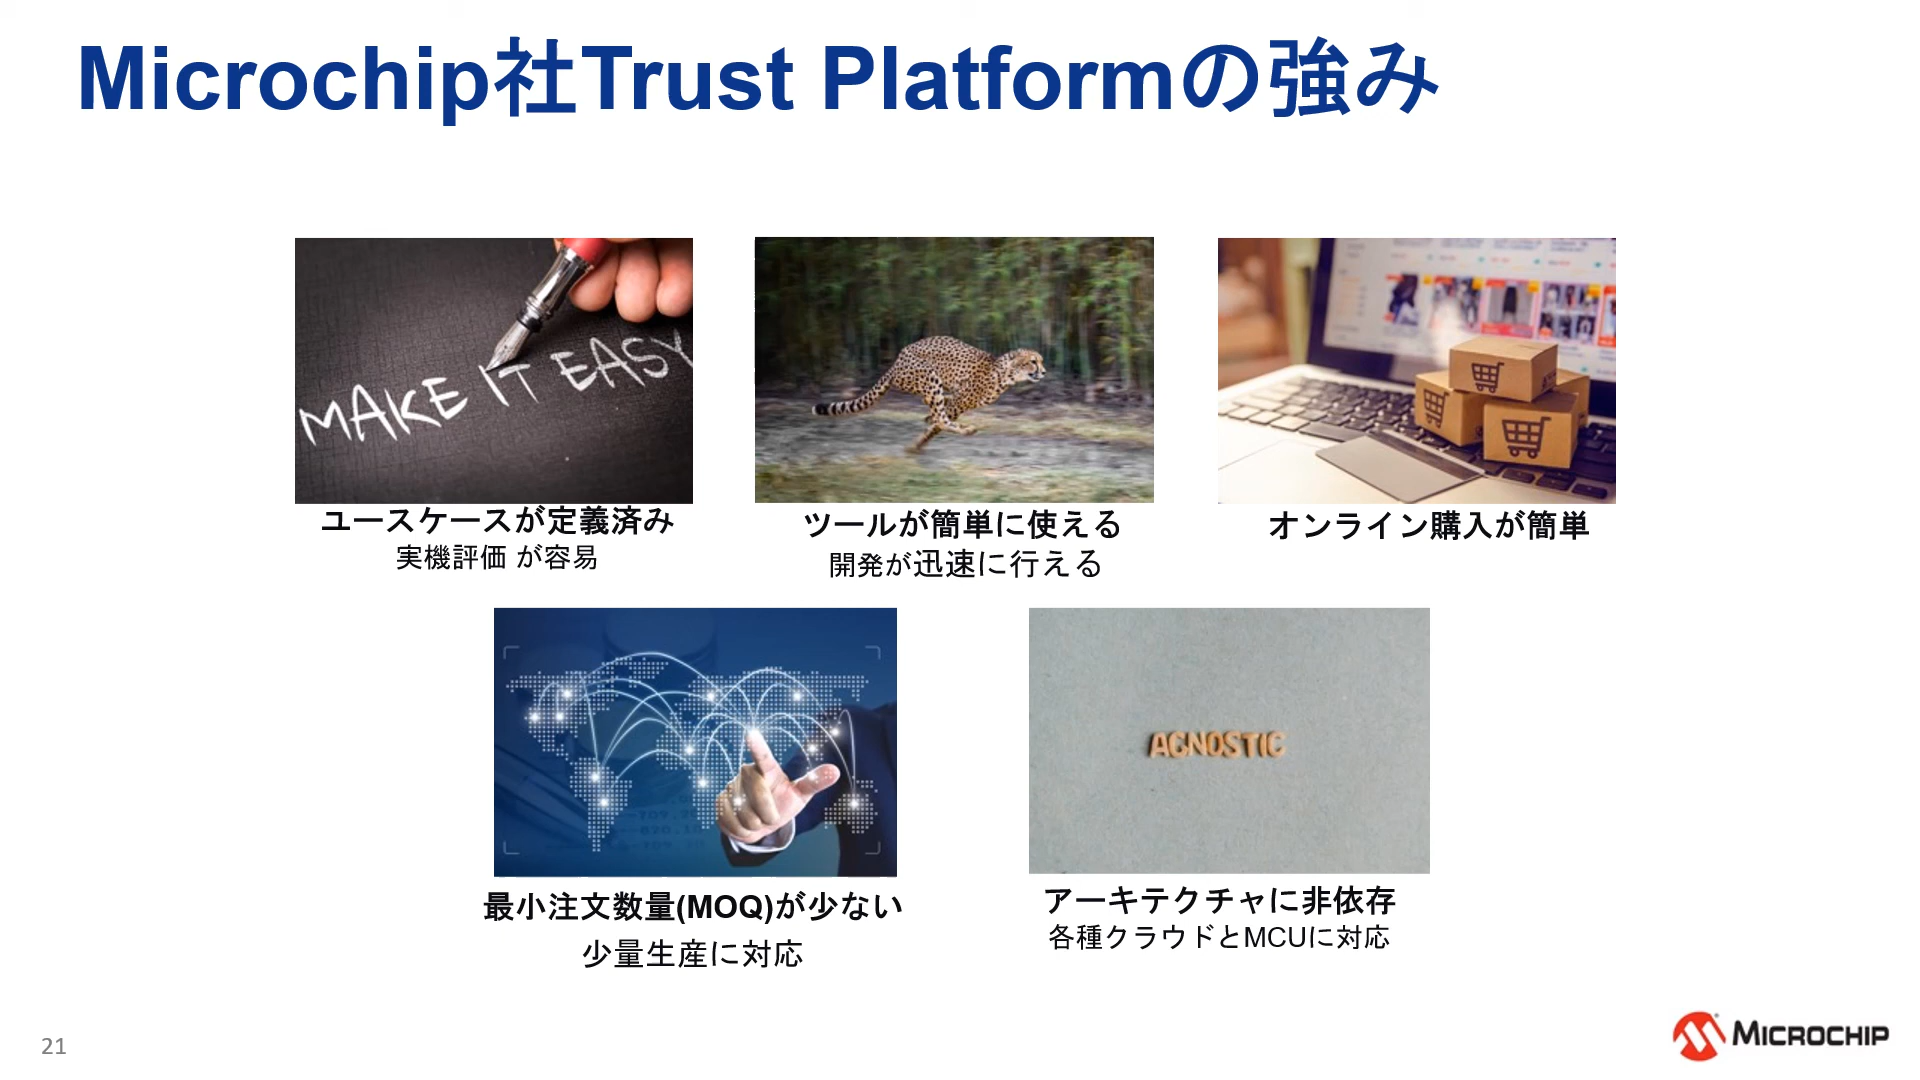 Microchip社Trust Platformの強み
MAKE IT EASY
ユースケースが定義済み
実機評価 が容易
ツールが簡単に使える
開発が迅速に行える
オンライン購入が簡単
AGNOSTIC
最小注文数量(MOQ)が少ない
少量生産に対応
アーキテクチャに非依存
各種クラウドとMCUに対応
21
MICROCHIP